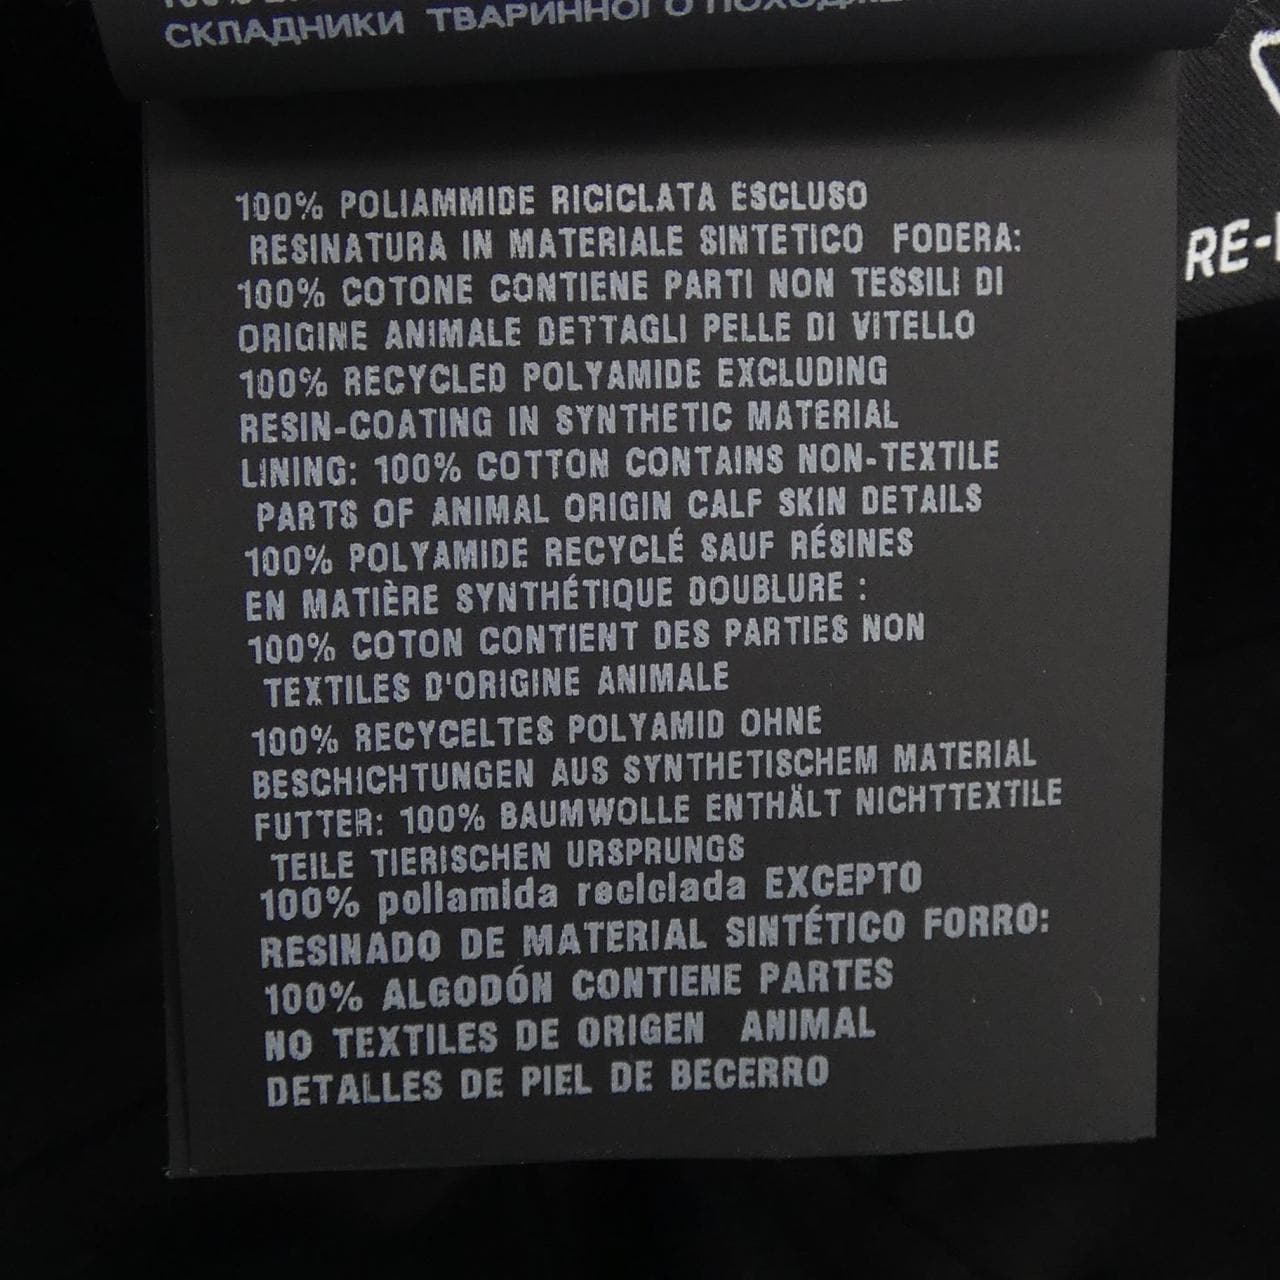 СКЛАДНИКИ ТВАРИННОГО
100% POLIAMMIDE RICICLATA ESCLUSO
RESINATURA IN MATERIALE SINTETICO FODERA:
100% COTONE CONTIENE PARTI NON TESSILI DI
ORIGINE ANIMALE DETTAGLI PELLE DI VITELLO
100% RECYCLED POLYAMIDE EXCLUDING
RESIN-COATING IN SYNTHETIC MATERIAL
LINING: 100% COTTON CONTAINS NON-TEXTILE
PARTS OF ANIMAL ORIGIN CALF SKIN DETAILS
100% POLYAMIDE RECYCLÉ SAUF RÉSINES
EN MATIÈRE SYNTHÉTIQUE DOUBLURE :
100% COTON CONTIENT DES PARTIES NON
TEXTILES D'ORIGINE ANIMALE
100% RECYCELTES POLYAMID OHNE
BESCHICHTUNGEN AUS SYNTHETISCHEM MATERIAL
FUTTER: 100% BAUMWOLLE ENTHÄLT NICHTTEXTILE
TEILE TIERISCHEN URSPRUNGS
100% poliamida reciclada EXCEPTO
RESINADO DE MATERIAL SINTÉTICO FORRO:
100% ALGODÓN CONTIENE PARTES
NO TEXTILES DE ORIGEN ANIMAL
DETALLES DE PIEL DE BECERRO
RE-